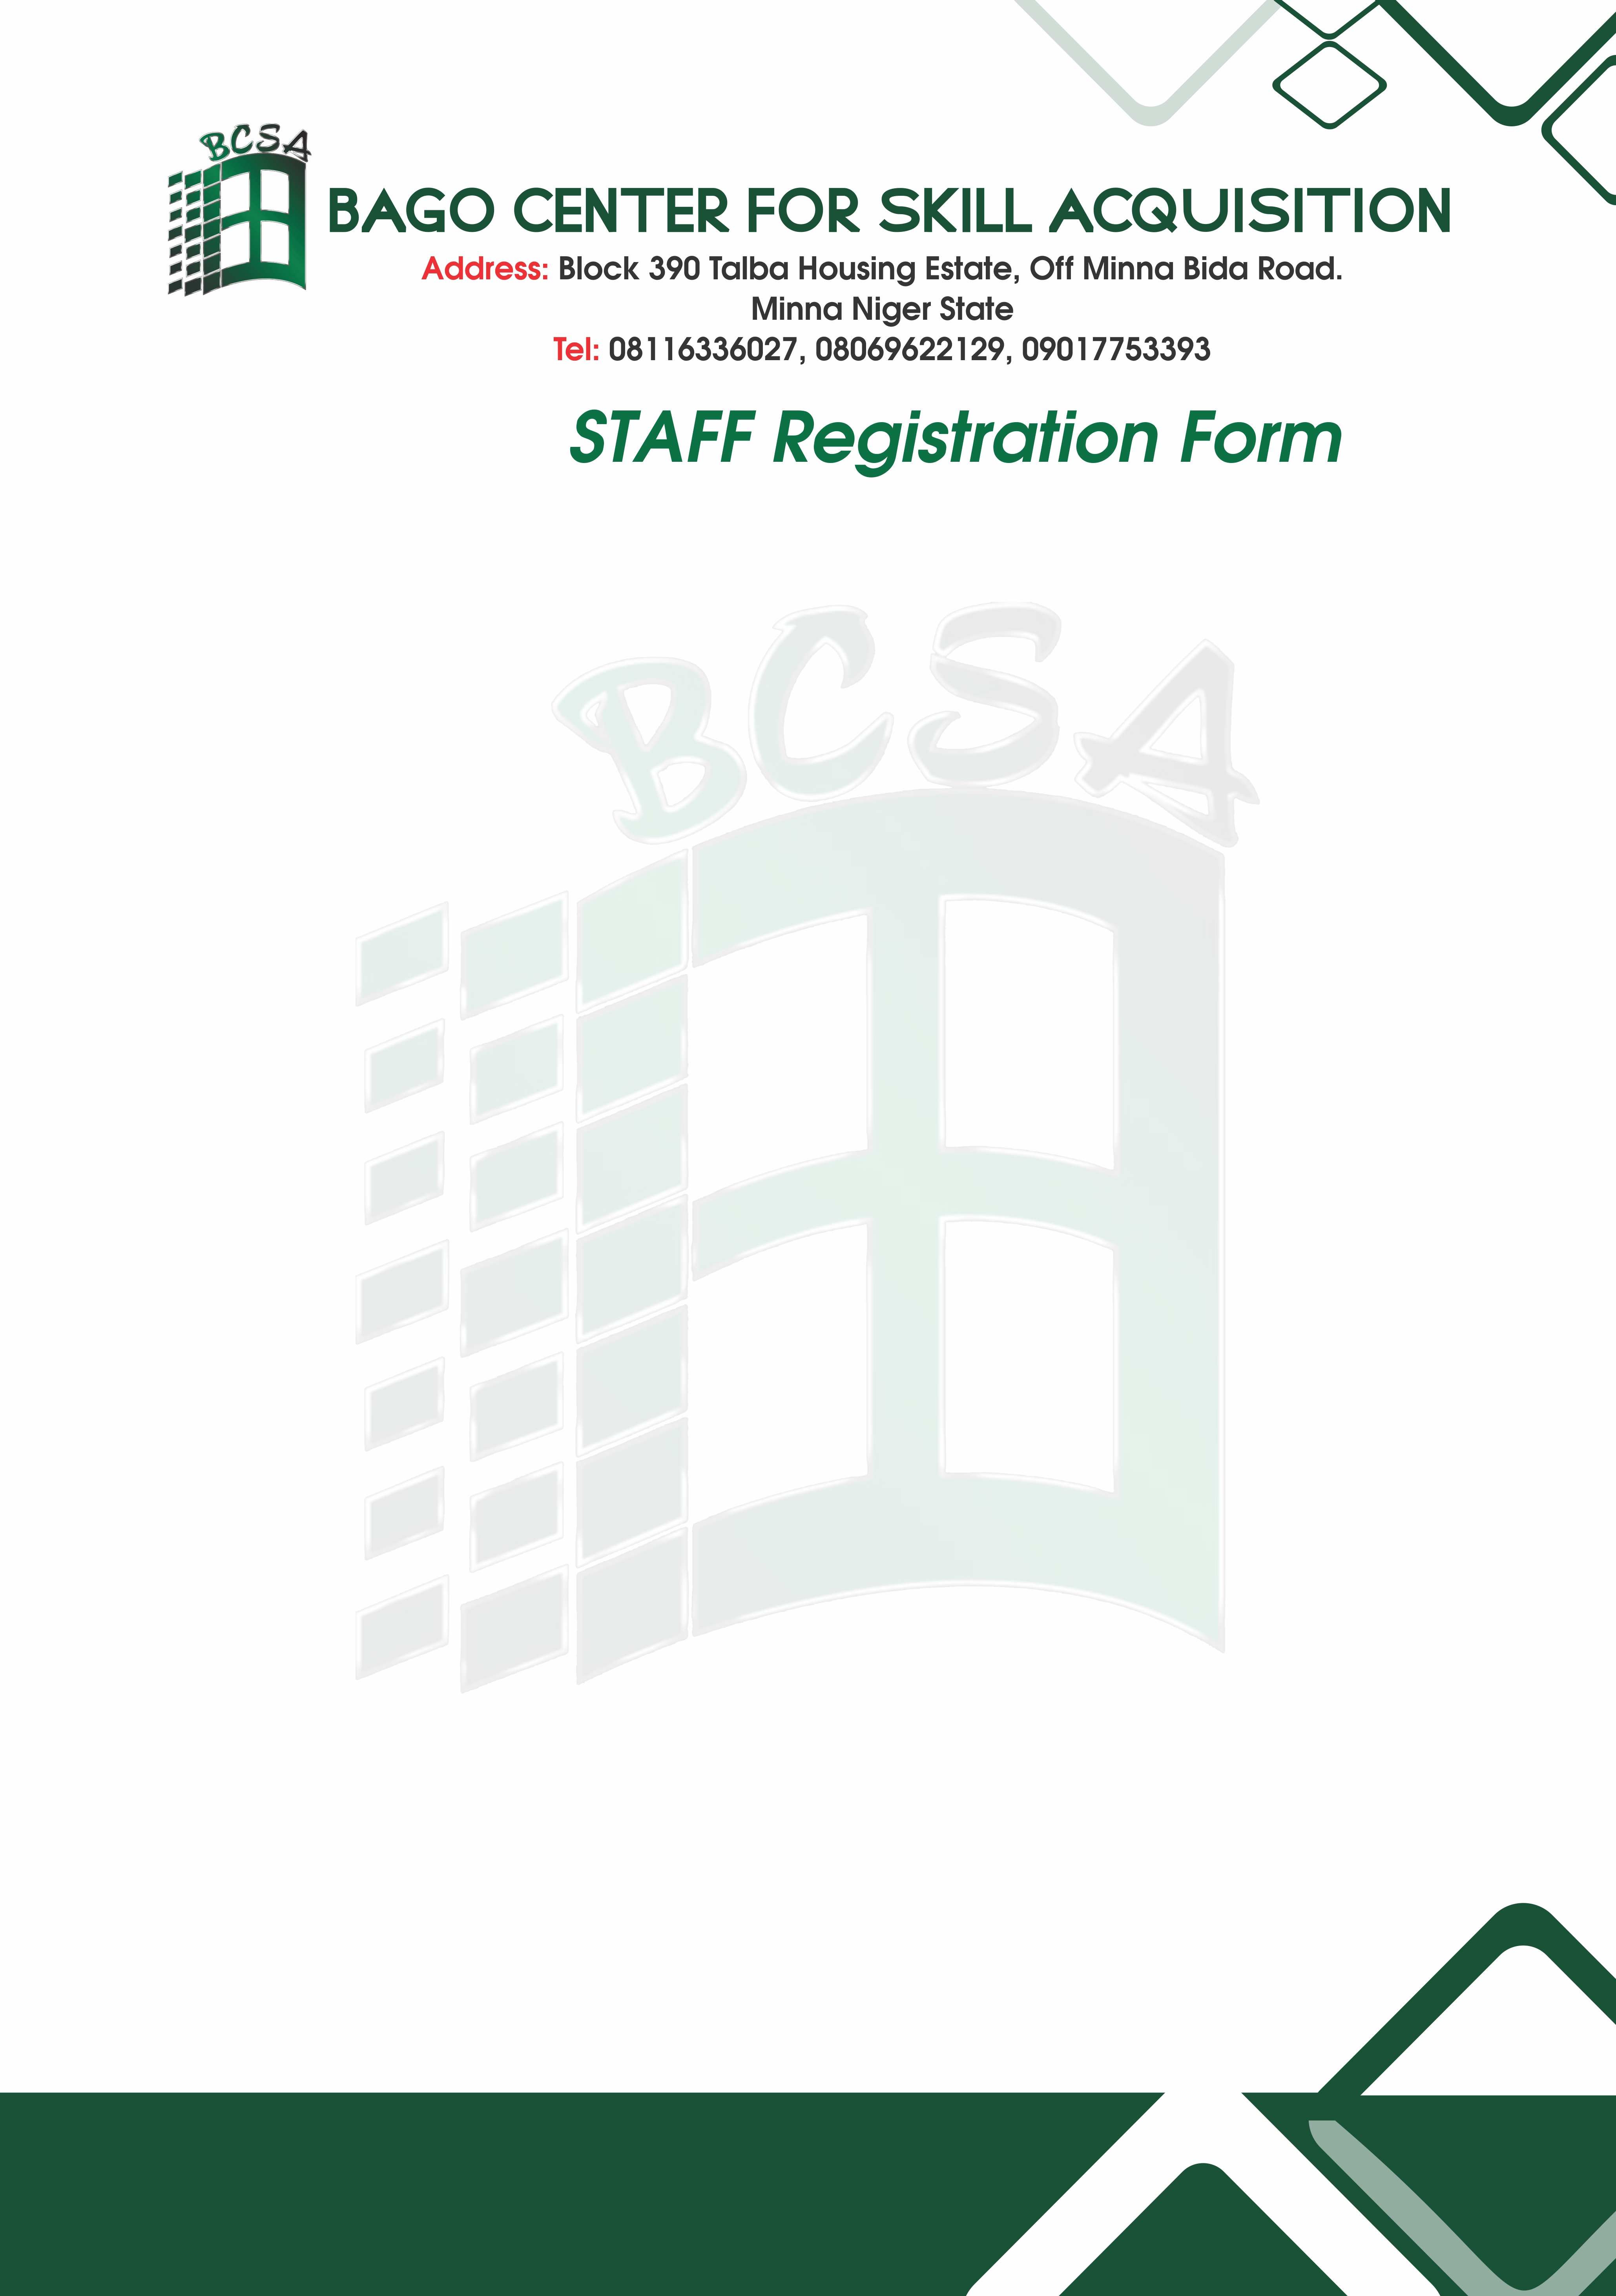 BCSA
BAGO CENTER FOR SKILL ACQUISITION
Address: Block 390 Talba Housing Estate, Off Minna Bida Road.
Minna Niger State
Tel: 08116336027, 08069622129, 09017753393
STAFF Registration Form
BCSA